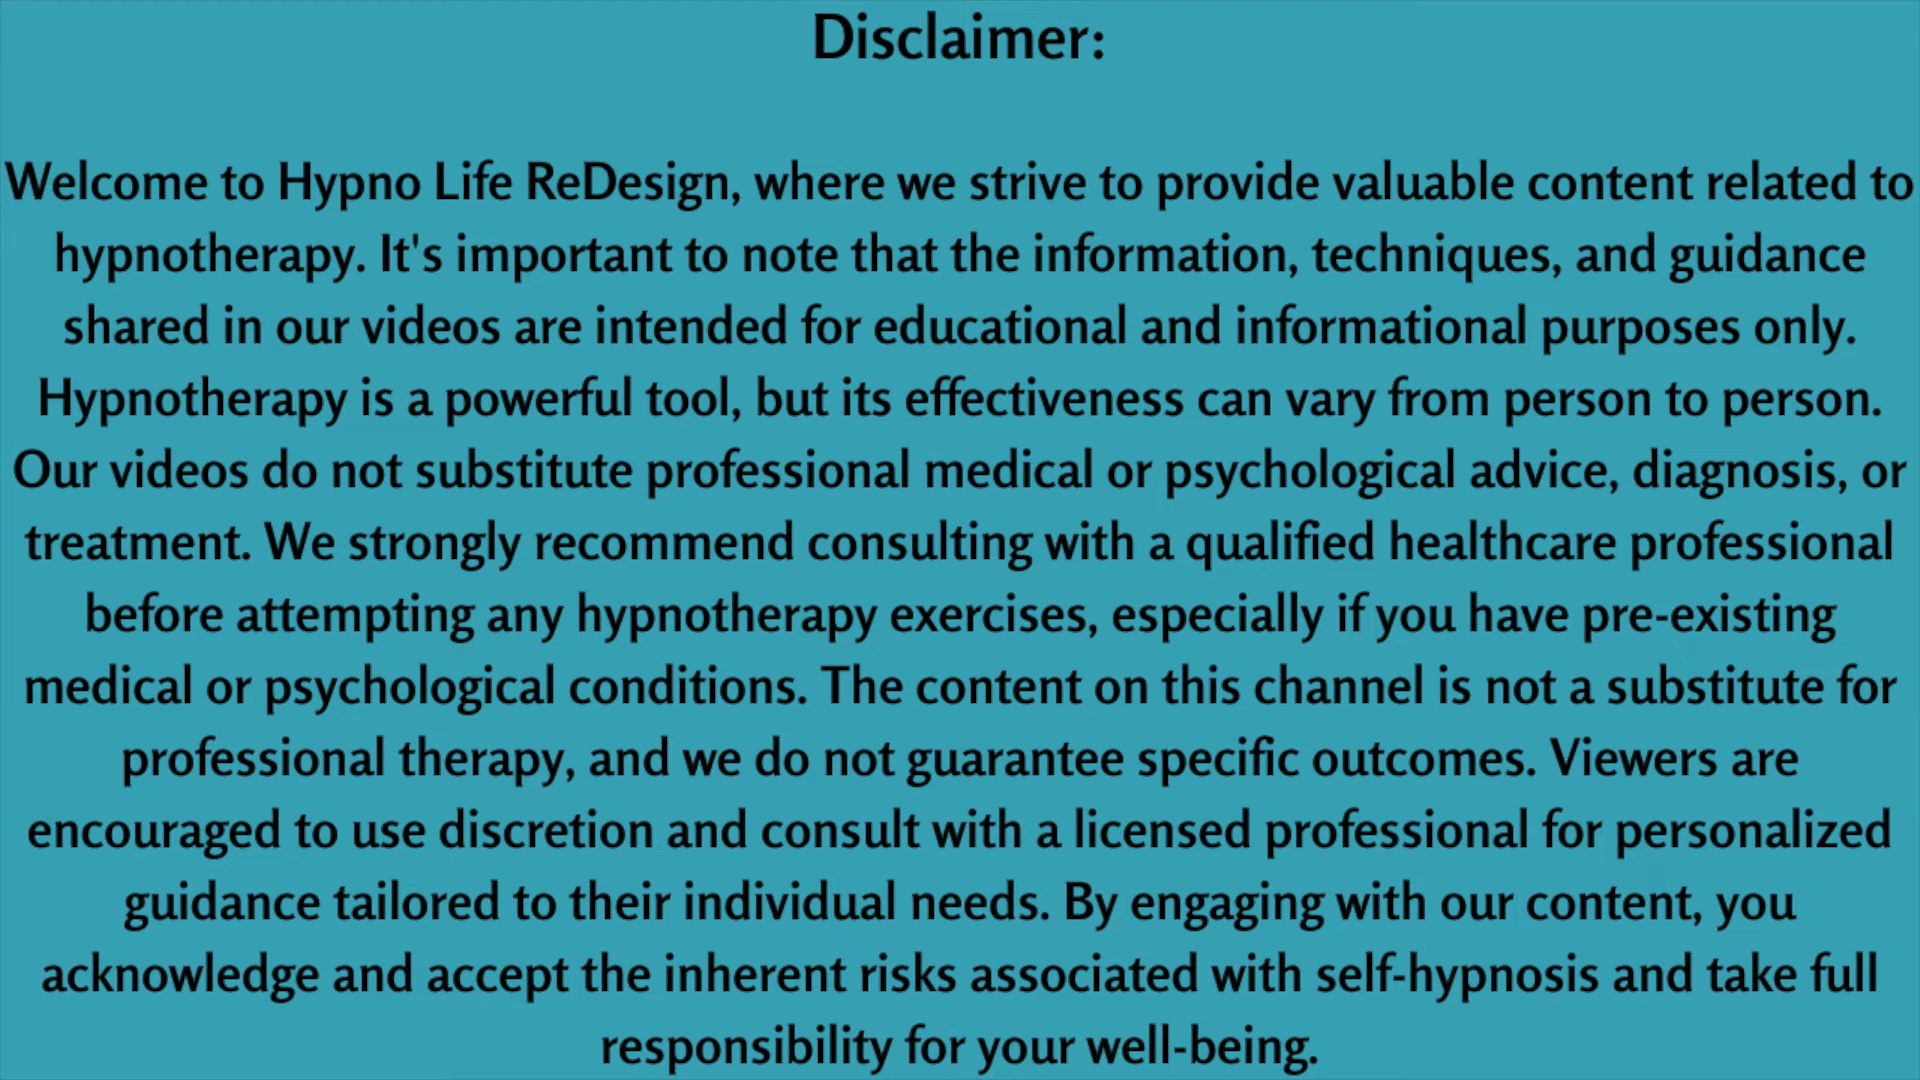 Disclaimer:
Welcome to Hypno Life ReDesign, where we strive to provide valuable content related to
hypnotherapy. It's important to note that the information, techniques, and guidance
shared in our videos are intended for educational and informational purposes only.
Hypnotherapy is a powerful tool, but its effectiveness can vary from person to person.
Our videos do not substitute professional medical or psychological advice, diagnosis, or
treatment. We strongly recommend consulting with a qualified healthcare professional
before attempting any hypnotherapy exercises, especially if you have pre-existing
medical or psychological conditions. The content on this channel is not a substitute for
professional therapy, and we do not guarantee specific outcomes. Viewers are
encouraged to use discretion and consult with a licensed professional for personalized
guidance tailored to their individual needs. By engaging with our content, you
acknowledge and accept the inherent risks associated with self-hypnosis and take full
responsibility for your well-being.